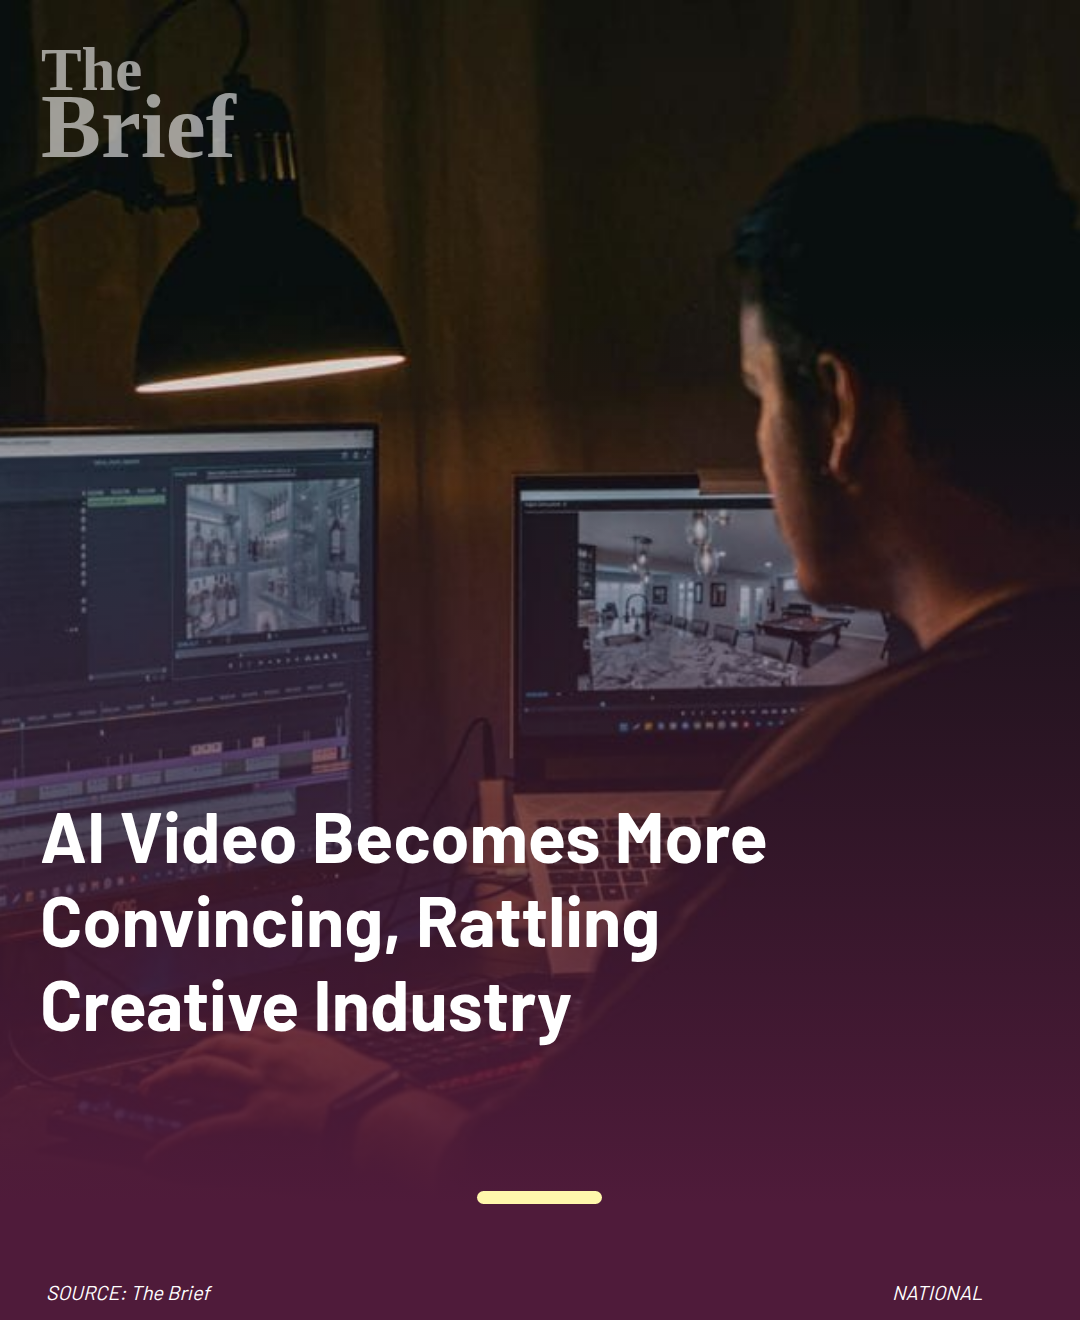 The
Brief
AI Video Becomes More
Convincing, Rattling
Creative Industry
SOURCE: The Brief
NATIONAL